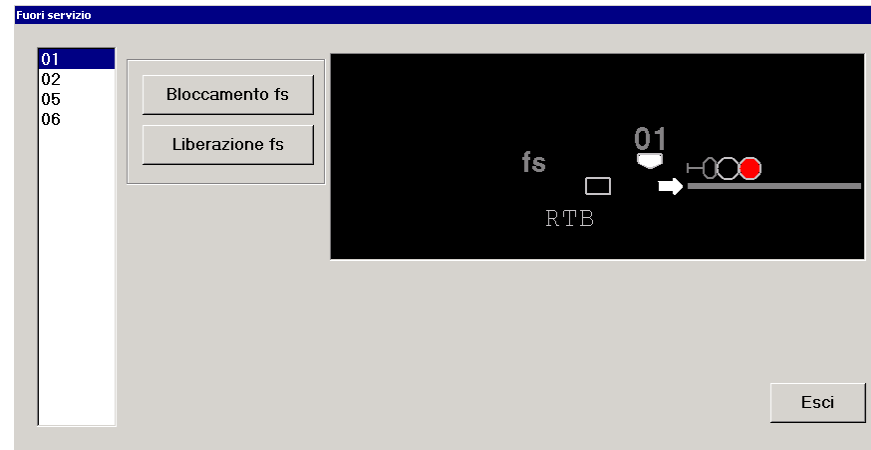 Fuori servizio
01
02
05
06
Bloccamento fs
Liberazione fs
01
fs
RTB
Esci